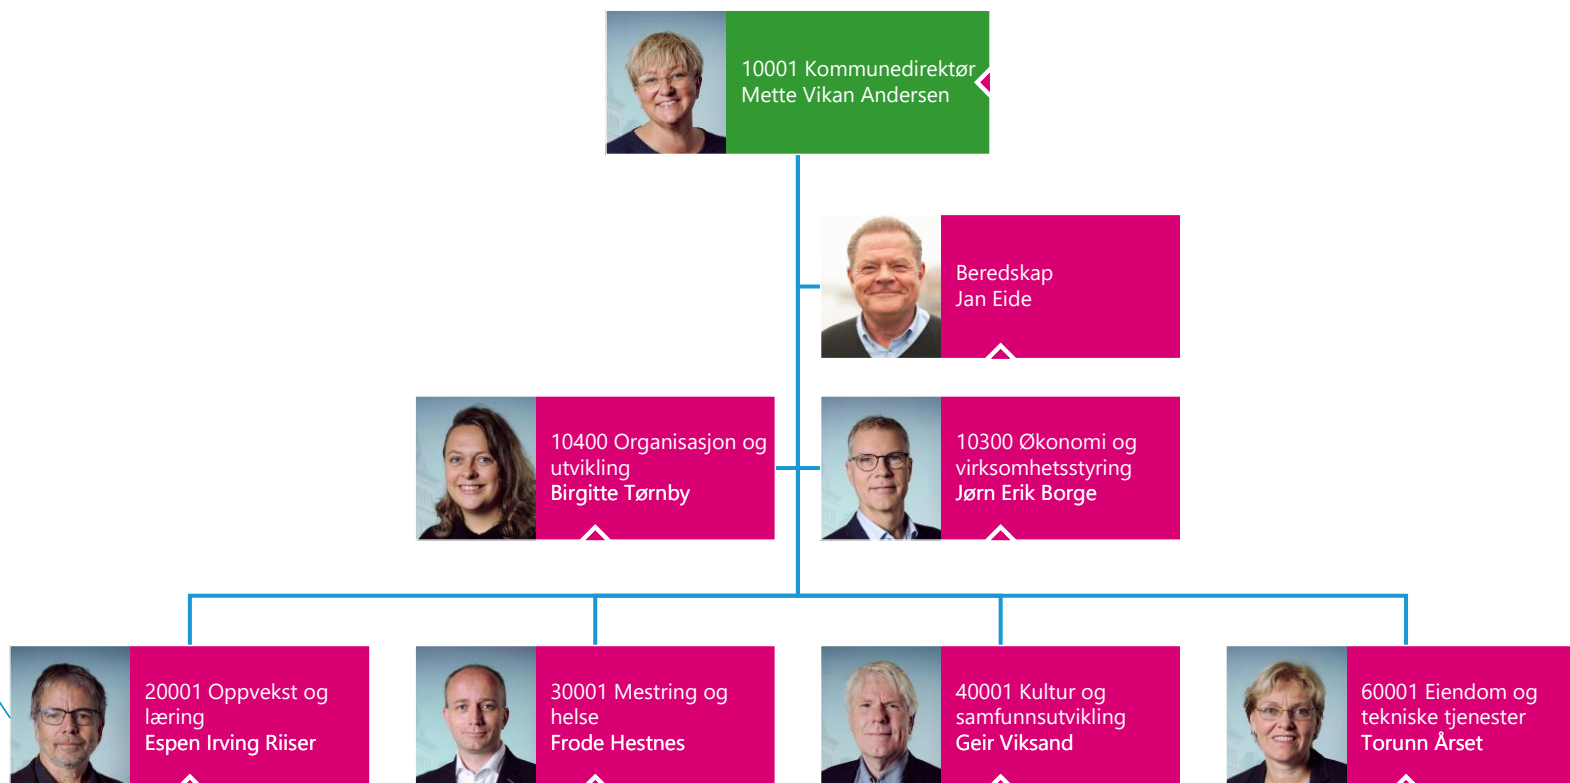 10001 Kommunedirektør
Mette Vikan Andersen
Beredskap
Jan Eide
10400 Organisasjon og
utvikling
Birgitte Tørnby
10300 Økonomi og
virksomhetsstyring
Jørn Erik Borge
20001 Oppvekst og
læring
Espen Irving Riiser
30001 Mestring og
helse
Frode Hestnes
40001 Kultur og
samfunnsutvikling
Geir Viksand
60001 Eiendom og
tekniske tjenester
Torunn Årset